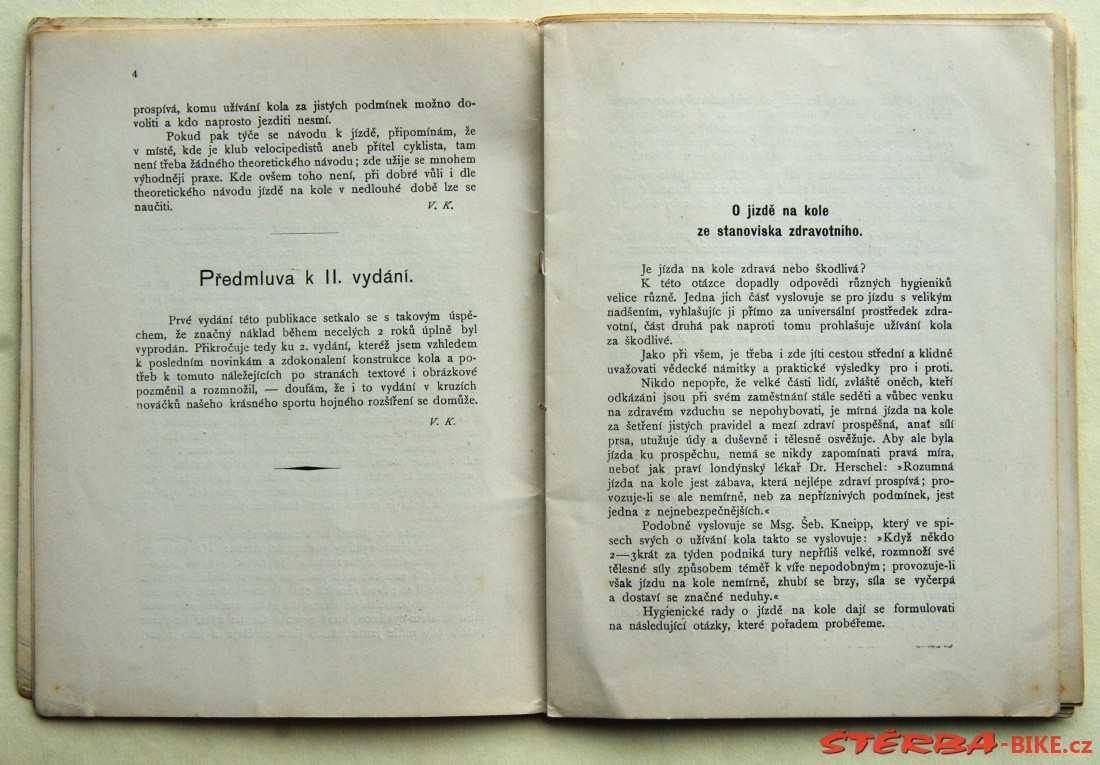 4
prospívá, komu užívání kola za jistých podmínek možno do-
voliti a kdo naprosto jezditi nesmí.
Pokud pak týče se návodu k jízdě, připomínám, že
v místě, kde je klub velocipedistů aneb přítel cyklista, tam
není třeba žádného theoretického návodu; zde užije se mnohem
výhodněji praxe. Kde ovšem toho není, při dobré vůli i dle
theoretického návodu jízdě na kole v nedlouhé době lze se
naučiti. V. K.
Předmluva k II. vydání.
Prvé vydání této publikace setkalo se s takovým úspě-
chem, že značný náklad během necelých 2 roků úplně byl
vyprodán. Přikročuje tedy ku 2. vydání, kteréž jsem vzhledem
k posledním novinkám a zdokonalení konstrukce kola a po-
třeb k tomuto náležejících po stranách textové i obrázkové
pozměnil a rozmnožil, — doufám, že i to vydání v kruzích
nováčků našeho krásného sportu hojného rozšíření se domůže.
V. K.
O jízdě na kole
ze stanoviska zdravotniho.
Je jízda na kole zdravá nebo škodlivá?
K této otázce dopadly odpovědi různých hygieniků
velice různě. Jedna jich čásť vyslovuje se pro jízdu s velikým
nadšením, vyhlašujíc ji přímo za universální prostředek zdra-
votní, část druhá pak naproti tomu prohlašuje užívání kola
za škodlivé.
Jako při všem, je třeba i zde jíti cestou střední a klidně
uvažovati vědecké námitky a praktické výsledky pro i proti.
Nikdo nepopře, že velké části lidí, zvláště oněch, kteří
odkázáni jsou při svém zaměstnání stále seděti a vůbec venku
na zdravém vzduchu se nepohybovati, je mírná jízda na kole
za šetření jistých pravidel a mezí zdraví prospěšná, anať sílí
prsa, utužuje údy a duševně i tělesně osvěžuje. Aby ale byla
jízda ku prospěchu, nemá se nikdy zapomínati pravá míra,
neboť jak praví londýnský lékař Dr. Herschel: »Rozumná
jízda na kole jest zábava, která nejlépe zdraví prospívá; pro-
vozuje-li se ale nemírně, neb za nepříznivých podmínek, jest
jedna z nejnebezpečnějších.«
Podobně vyslovuje se Msg. Šeb. Kneipp, který ve spi-
sech svých o užívání kola takto se vyslovuje: »Když někdo
2—3krát za týden podniká tury nepříliš velké, rozmnoží své
tělesné síly způsobem téměř k víře nepodobným; provozuje-li
však jízdu na kole nemírně, zhubí se brzy, síla se vyčerpá
a dostaví se značné neduhy.«
Hygienické rady o jízdě na kole dají se formulovati
na následující otázky, které pořadem probéřeme.
ŠTĚRBA-BIKE.cz